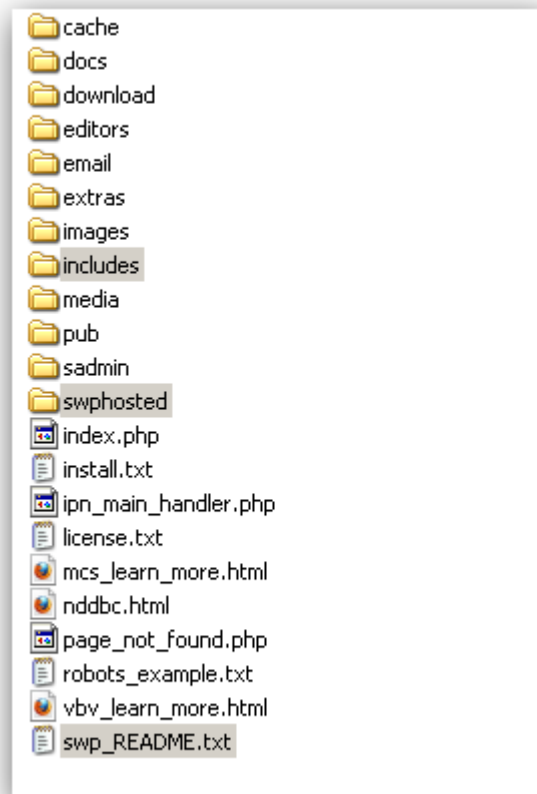 cache
docs
download
editors
email
extras
images
includes
media
pub
sadmin
swphosted
index.php
install.txt
ipn_main_handler.php
license.txt
mcs_learn_more.html
nddbc.html
page_not_found.php
robots_example.txt
vbv_learn_more.html
swp_README.txt